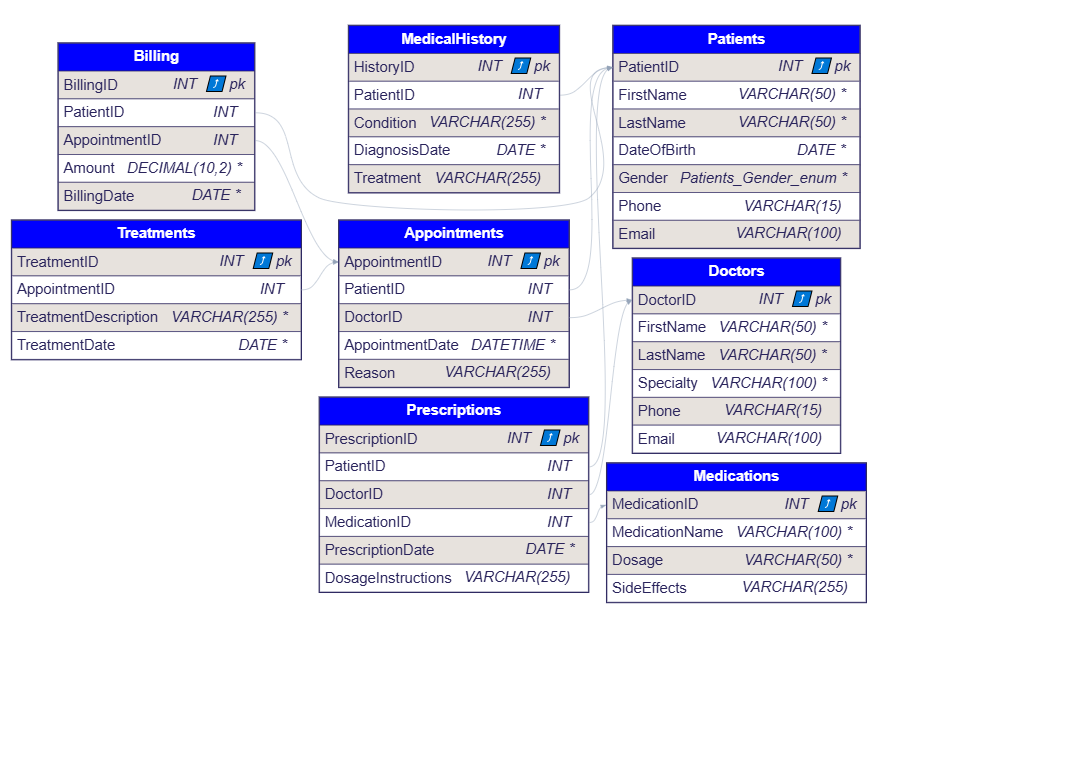 Billing
BillingID INT pk
PatientID INT
AppointmentID INT
Amount DECIMAL(10,2) *
BillingDate DATE *
MedicalHistory
HistoryID INT pk
PatientID INT
Condition VARCHAR(255) *
DiagnosisDate DATE *
Treatment VARCHAR(255)
Patients
PatientID INT pk
FirstName VARCHAR(50) *
LastName VARCHAR(50) *
DateOfBirth DATE *
Gender Patients_Gender_enum *
Phone VARCHAR(15)
Email VARCHAR(100)
Treatments
TreatmentID INT pk
AppointmentID INT
TreatmentDescription VARCHAR(255) *
TreatmentDate DATE *
Appointments
AppointmentID INT pk
PatientID INT
DoctorID INT
AppointmentDate DATETIME *
Reason VARCHAR(255)
Doctors
DoctorID INT pk
FirstName VARCHAR(50) *
LastName VARCHAR(50) *
Specialty VARCHAR(100) *
Phone VARCHAR(15)
Email VARCHAR(100)
Prescriptions
PrescriptionID INT pk
PatientID INT
DoctorID INT
MedicationID INT
PrescriptionDate DATE *
DosageInstructions VARCHAR(255)
Medications
MedicationID INT pk
MedicationName VARCHAR(100) *
Dosage VARCHAR(50) *
SideEffects VARCHAR(255)